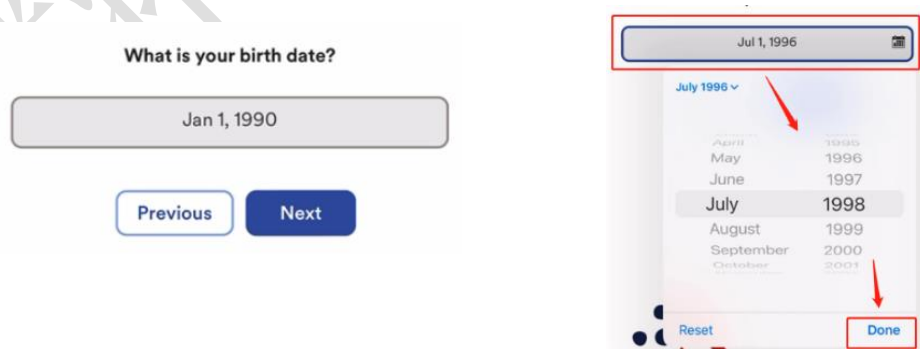 What is your birth date?
Jan 1, 1990
Previous
Next
Jul 1, 1996
July 1996
April 1995
May 1996
June 1997
July 1998
August 1999
September 2000
October 2001
Reset
Done